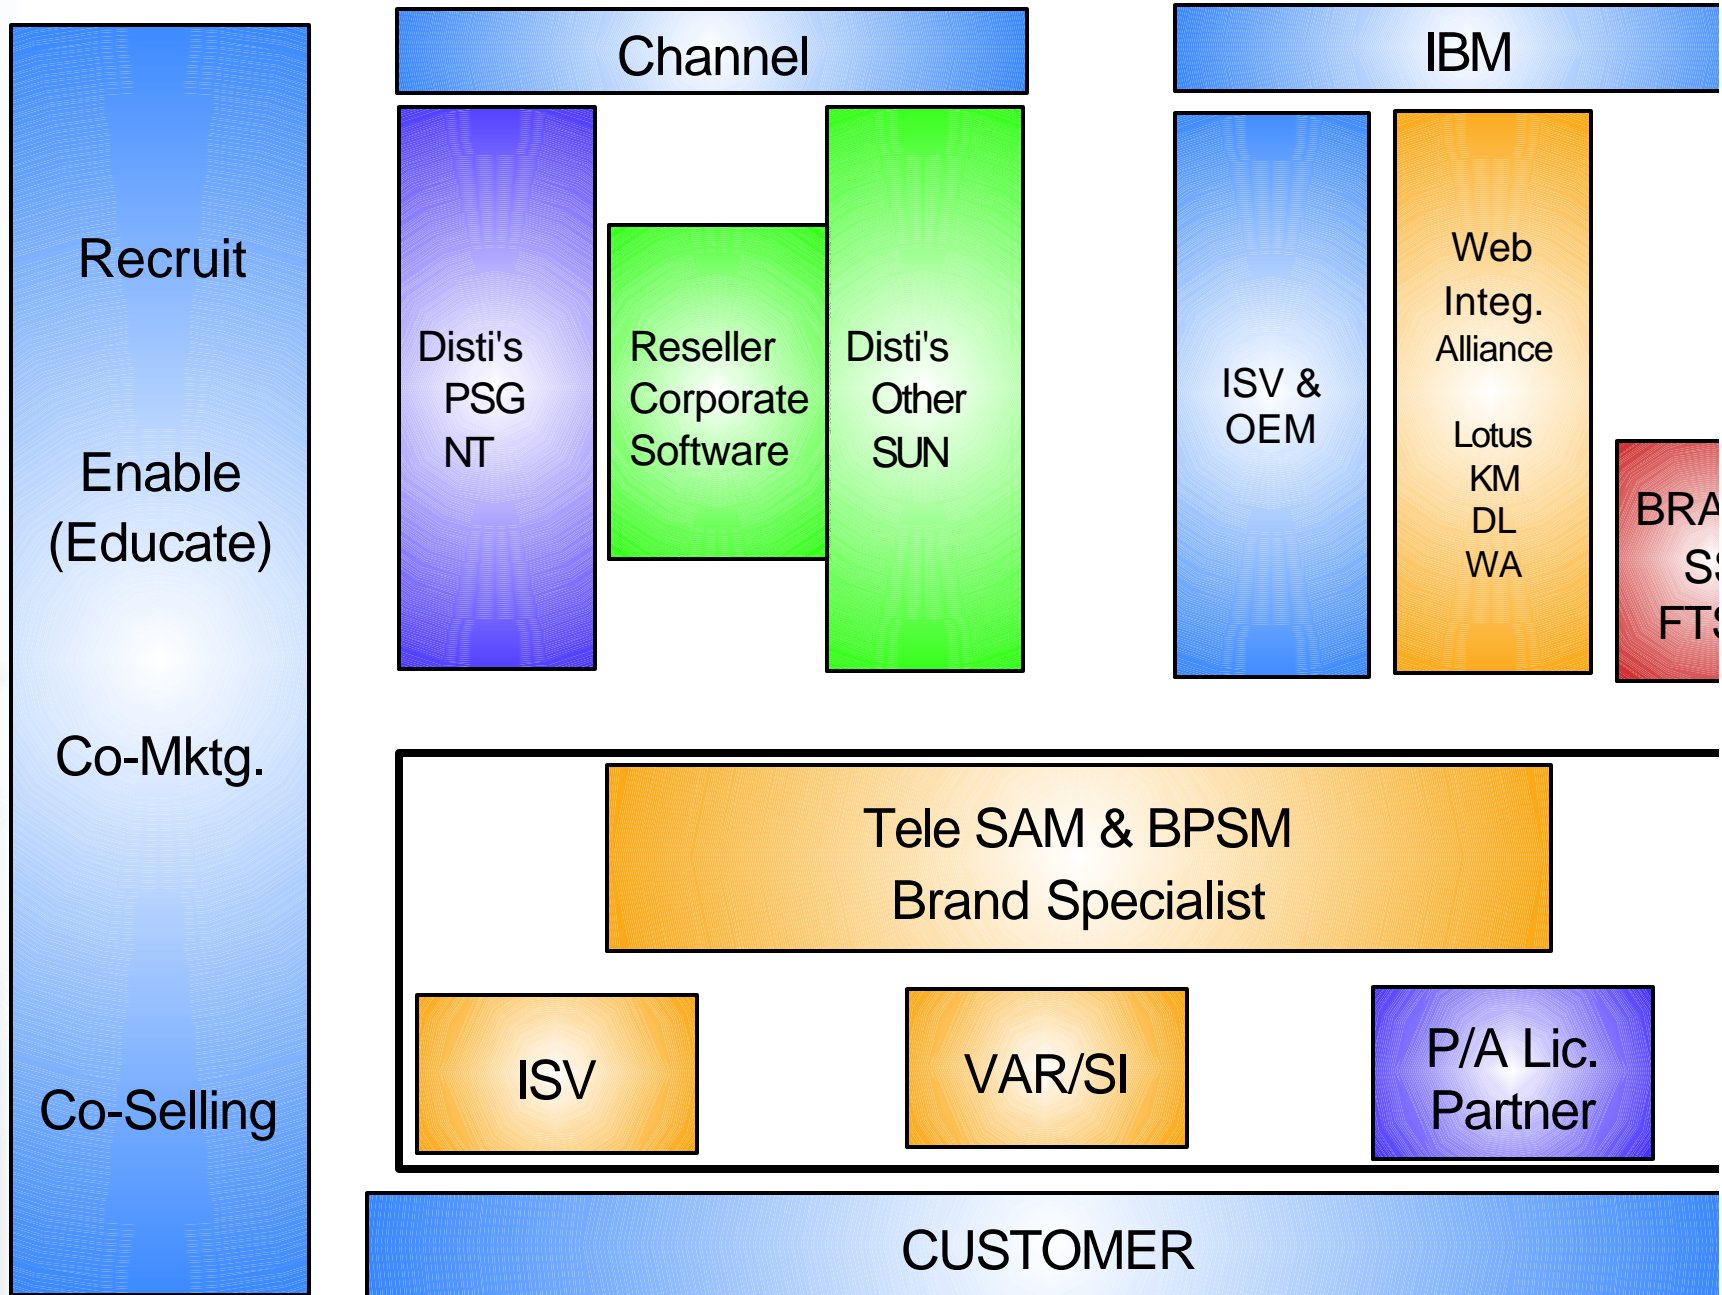 Recruit
Enable
(Educate)
Co-Mktg.
Co-Selling
Channel
Disti's
PSG
NT
Reseller
Corporate
Software
Disti's
Other
SUN
IBM
ISV &
OEM
Web
Integ.
Alliance
Lotus
KM
DL
WA
Tele SAM & BPSM
Brand Specialist
ISV
VAR/SI
P/A Lic.
Partner
CUSTOMER